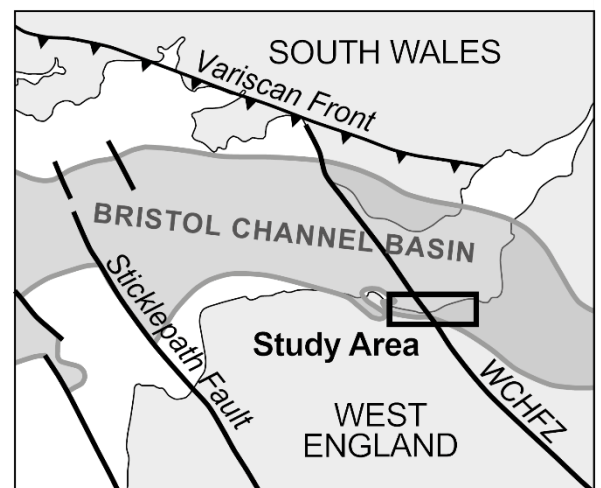 SOUTH WALES
Variscan Front
BRISTOL CHANNEL BASIN
Sticklepath Fault
Study Area
WCHFZ
WEST
ENGLAND